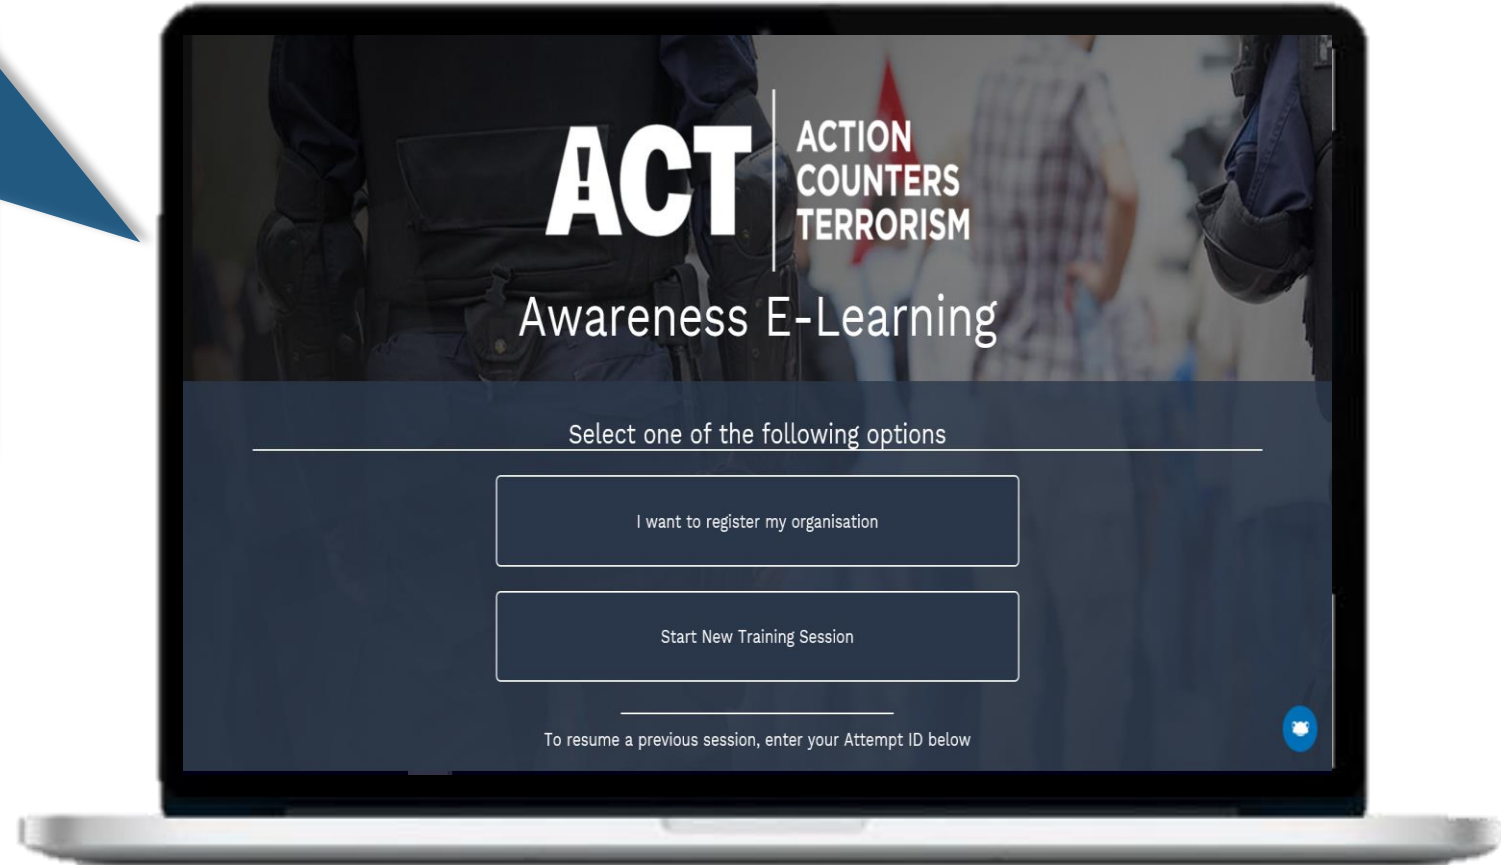 ACT
ACTION
COUNTERS
TERRORISM
Awareness E-Learning
Select one of the following options
I want to register my organisation
Start New Training Session
To resume a previous session, enter your Attempt ID below